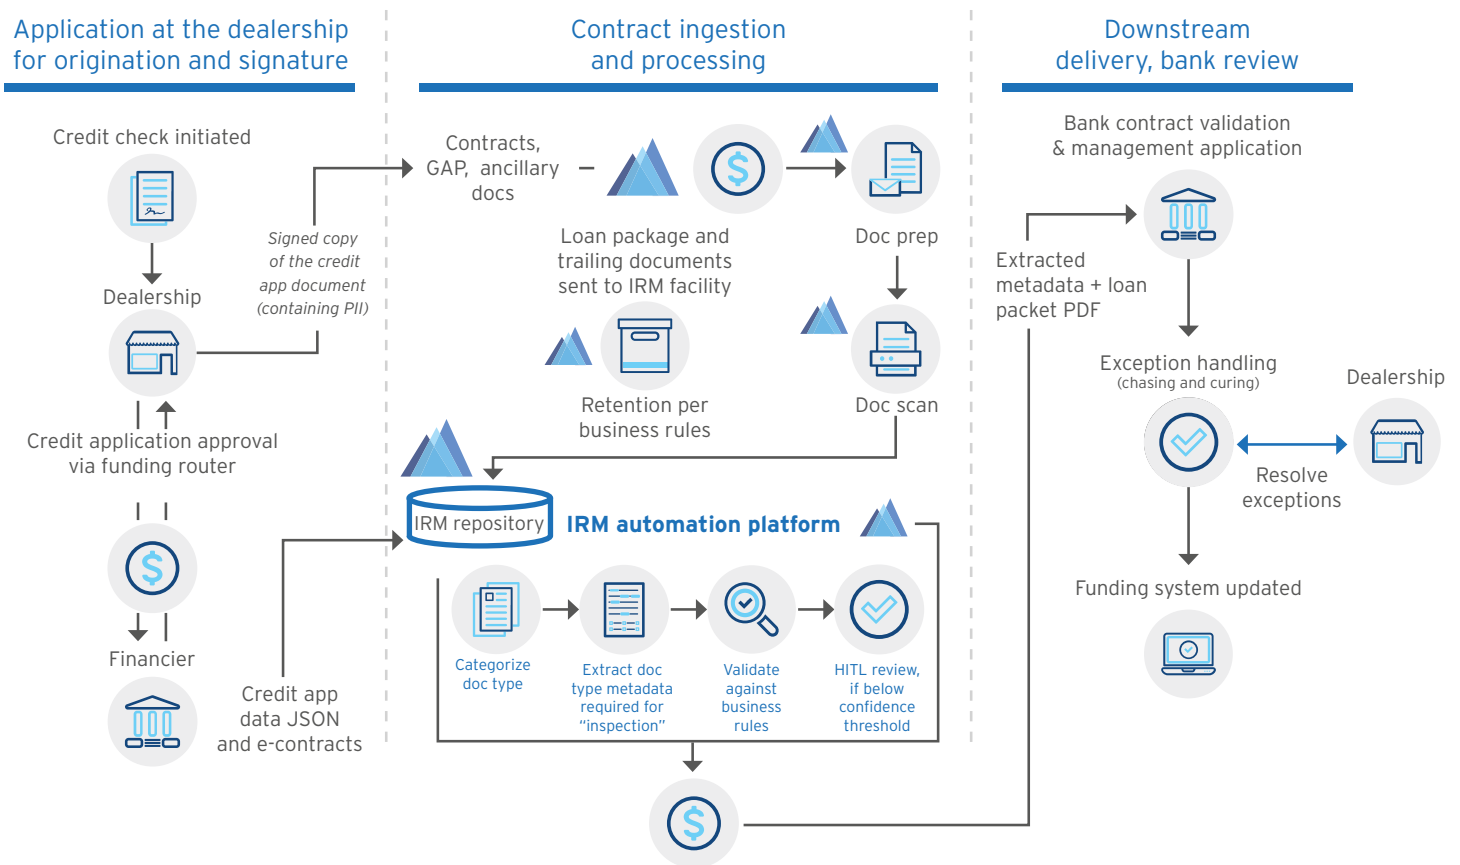 Application at the dealership
for origination and signature
Credit check initiated
Dealership
Signed copy
of the credit
app document
(containing PII)
Credit application approval
via funding router
Financier
Credit app
data JSON
and e-contracts
Contract ingestion
and processing
Contracts,
GAP, ancillary
docs
Loan package and
trailing documents
sent to IRM facility
Doc prep
Retention per
business rules
Doc scan
IRM repository
IRM automation platform
Categorize
doc type
Extract doc
type metadata
required for
“inspection”
Validate
against
business
rules
HITL review,
if below
confidence
threshold
Downstream
delivery, bank review
Bank contract validation
& management application
Extracted
metadata + loan
packet PDF
Exception handling
(chasing and curing)
Dealership
Resolve
exceptions
Funding system updated